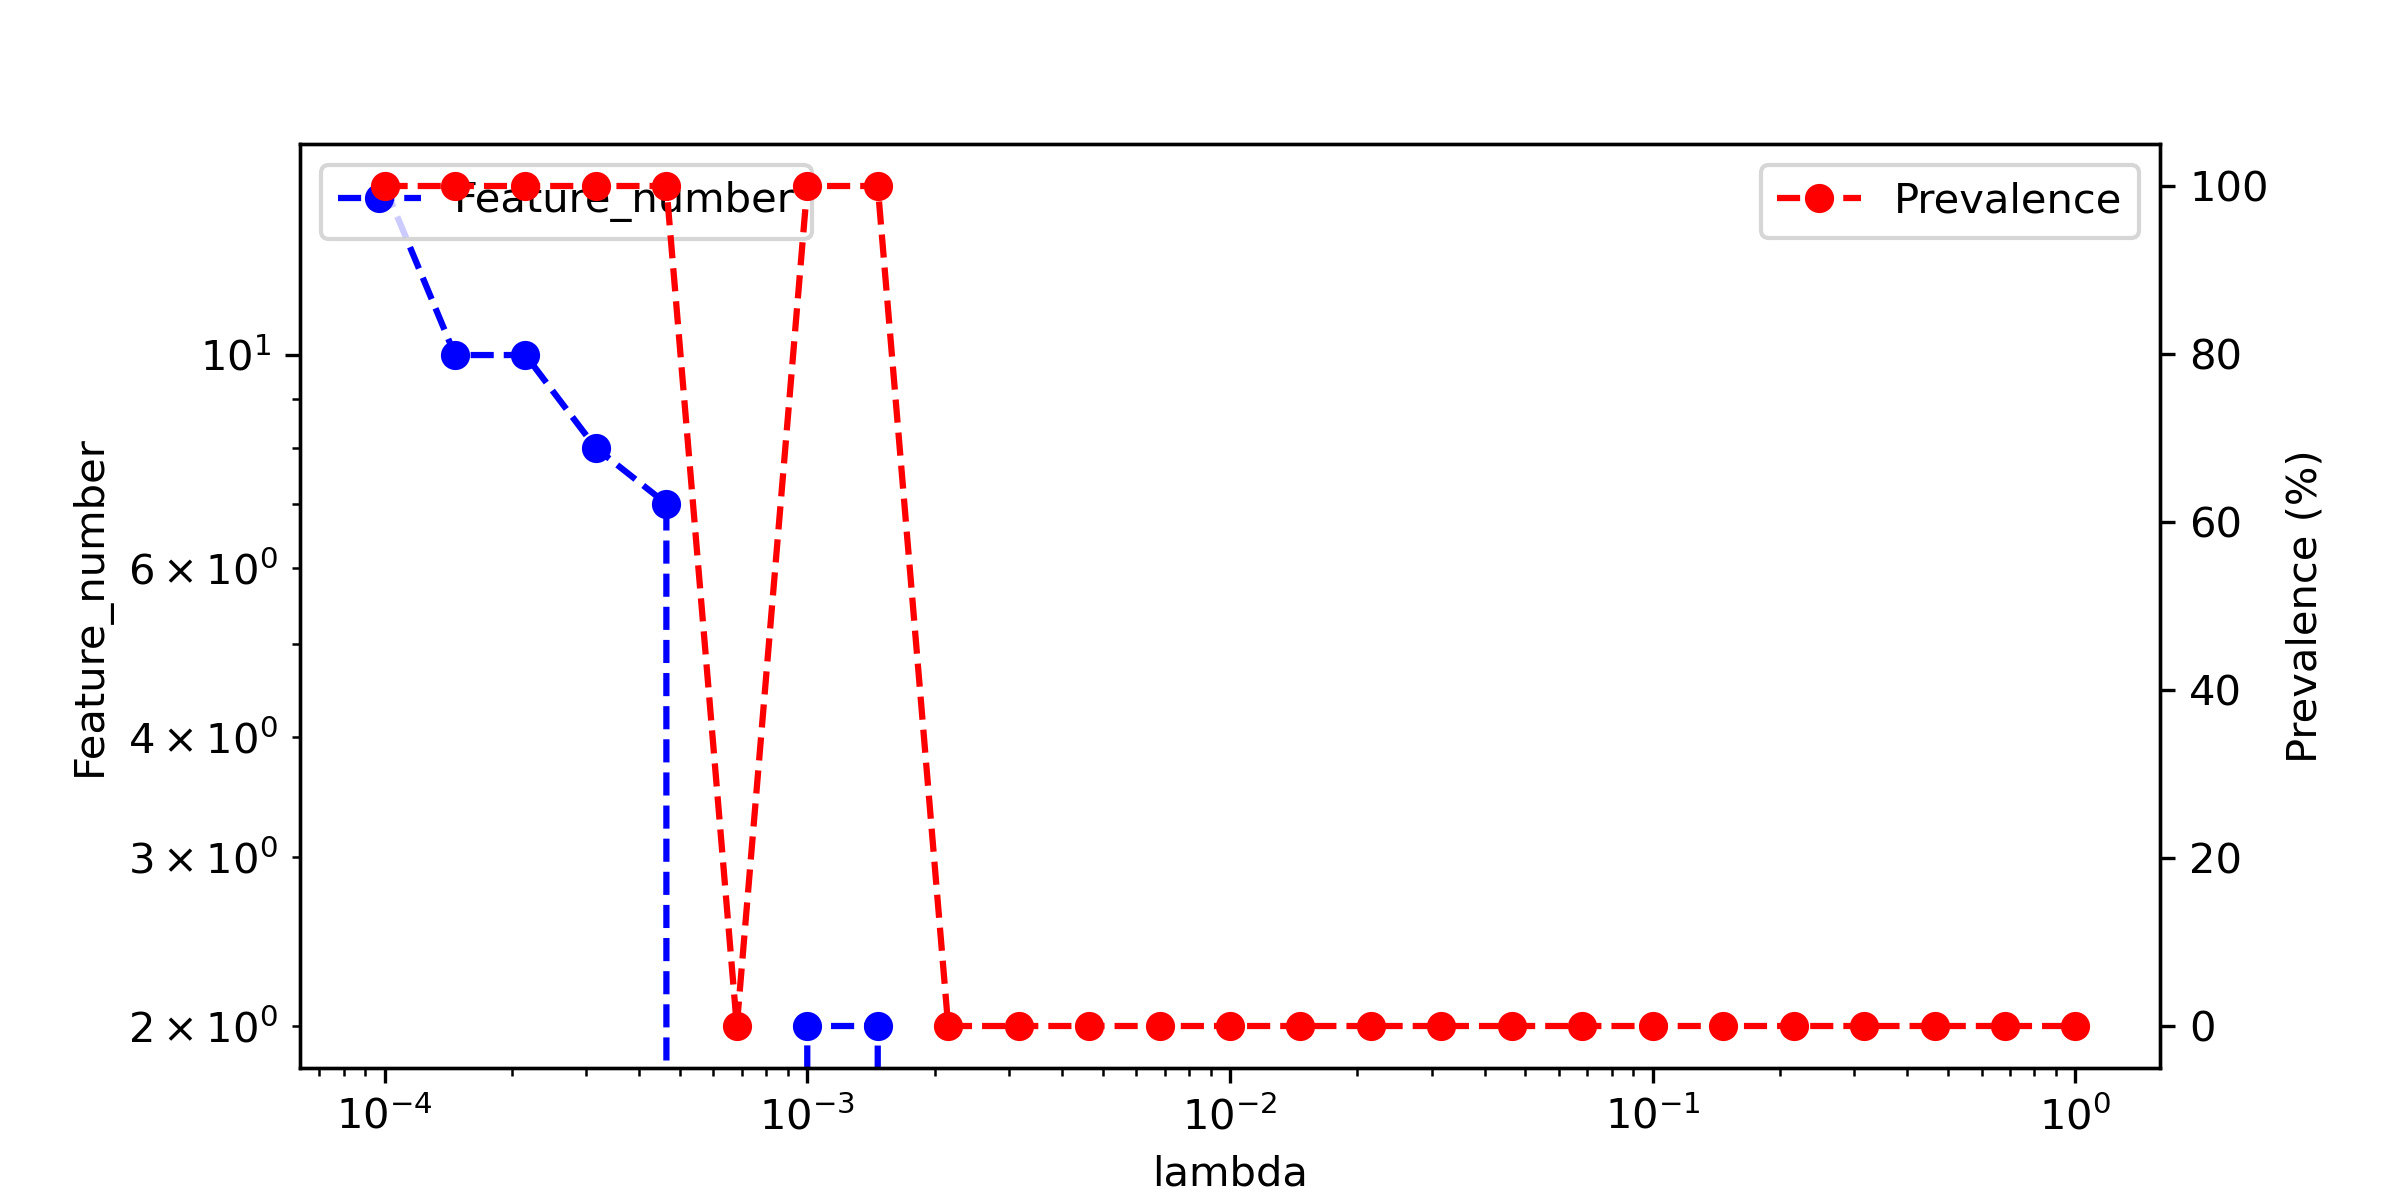 Feature_number
Prevalence
10¹
6 × 10⁰
4 × 10⁰
3 × 10⁰
2 × 10⁰
Feature_number
100
80
60
40
20
0
Prevalence (%)
10⁻⁴
10⁻³
10⁻²
10⁻¹
10⁰
lambda